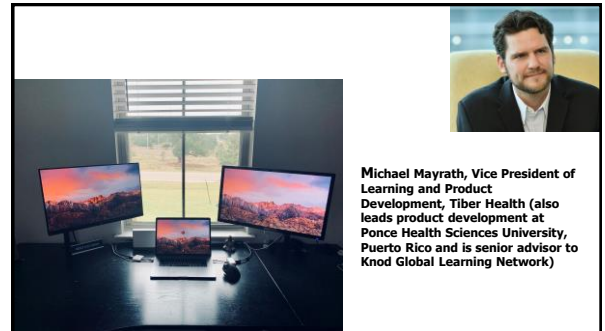 Michael Mayrath, Vice President of
Learning and Product
Development, Tiber Health (also
leads product development at
Ponce Health Sciences University,
Puerto Rico and is senior advisor to
Knod Global Learning Network)